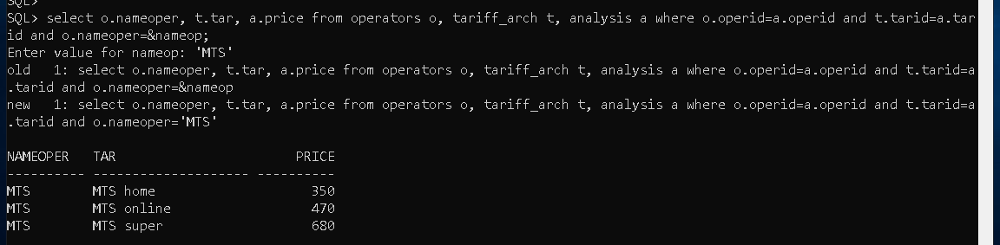 SQL>
SQL> select o.nameoper, t.tar, a.price from operators o, tariff_arch t, analysis a where o.operid=a.operid and t.tarid=a.tar
id and o.nameoper=&nameop;
Enter value for nameop: 'MTS'
old   1: select o.nameoper, t.tar, a.price from operators o, tariff_arch t, analysis a where o.operid=a.operid and t.tarid=a
.tarid and o.nameoper=&nameop
new   1: select o.nameoper, t.tar, a.price from operators o, tariff_arch t, analysis a where o.operid=a.operid and t.tarid=a
.tarid and o.nameoper='MTS'
NAMEOPER   TAR                       PRICE
---------- -------------------- ----------
MTS        MTS home                    350
MTS        MTS online                  470
MTS        MTS super                   680